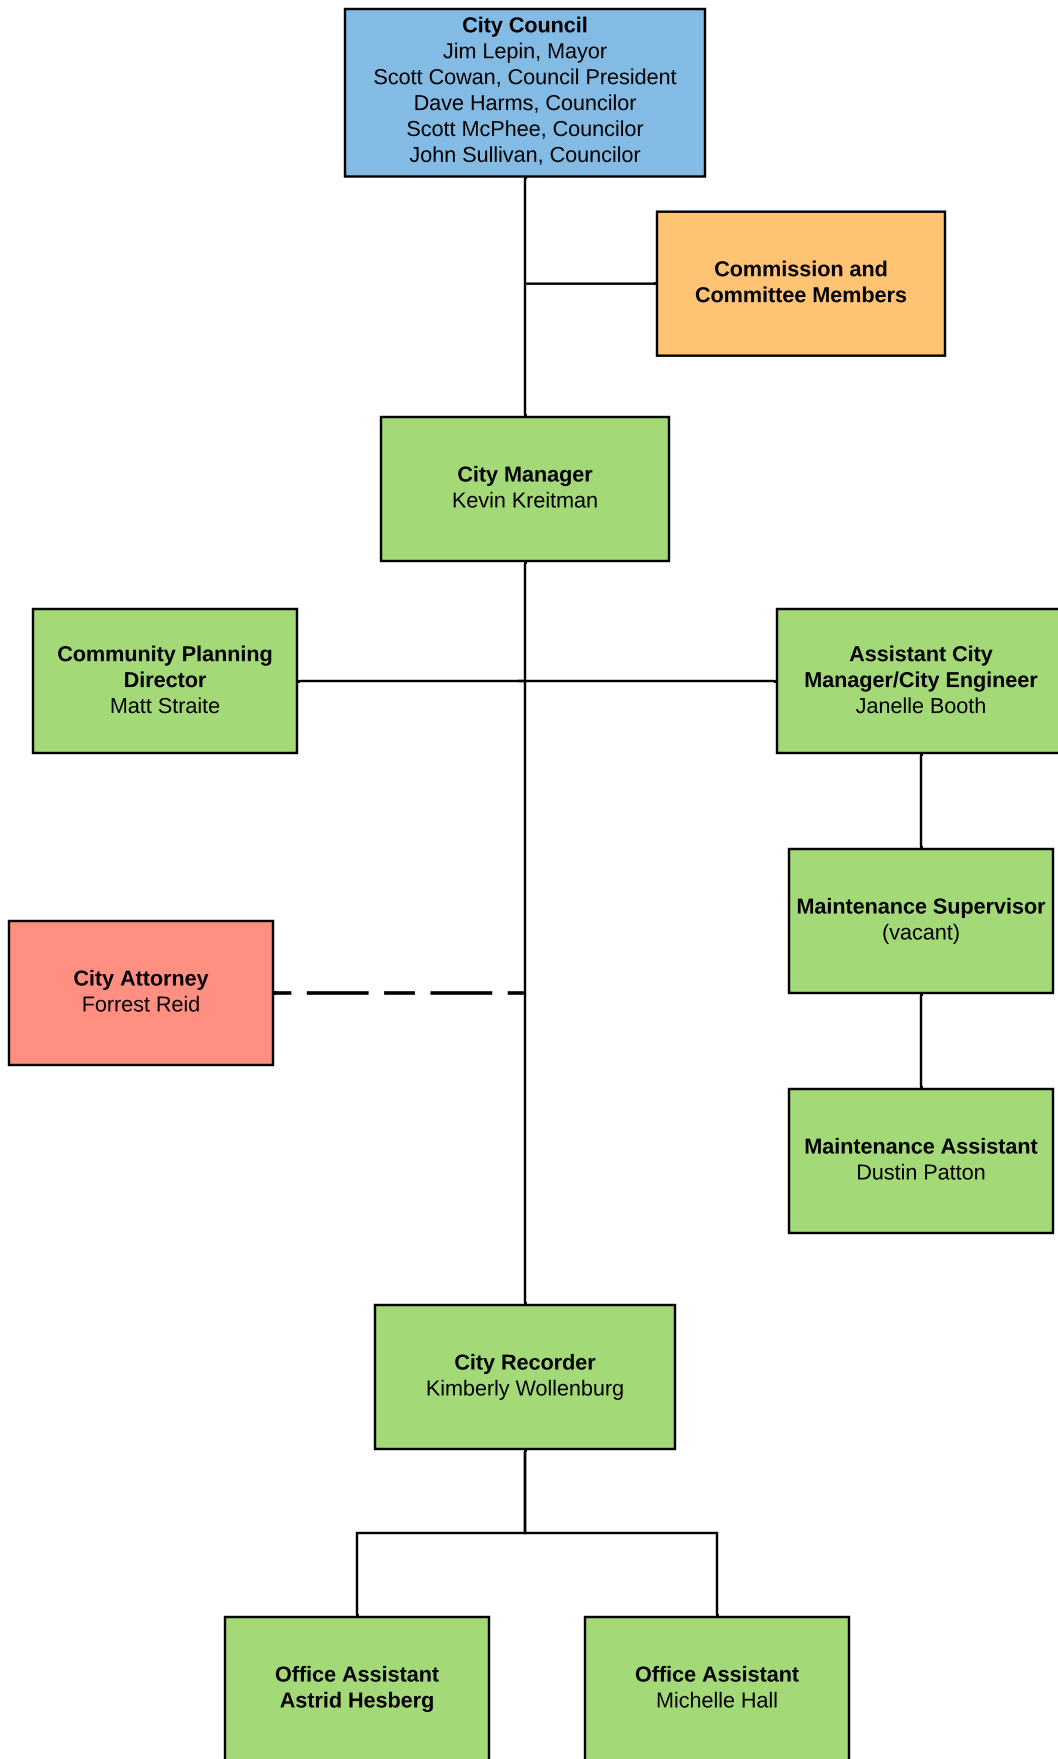 City Council
Jim Lepin, Mayor
Scott Cowan, Council President
Dave Harms, Councilor
Scott McPhee, Councilor
John Sullivan, Councilor
Commission and
Committee Members
City Manager
Kevin Kreitman
Community Planning
Director
Matt Straite
Assistant City
Manager/City Engineer
Janelle Booth
Maintenance Supervisor
(vacant)
City Attorney
Forrest Reid
Maintenance Assistant
Dustin Patton
City Recorder
Kimberly Wollenburg
Office Assistant
Astrid Hesberg
Office Assistant
Michelle Hall